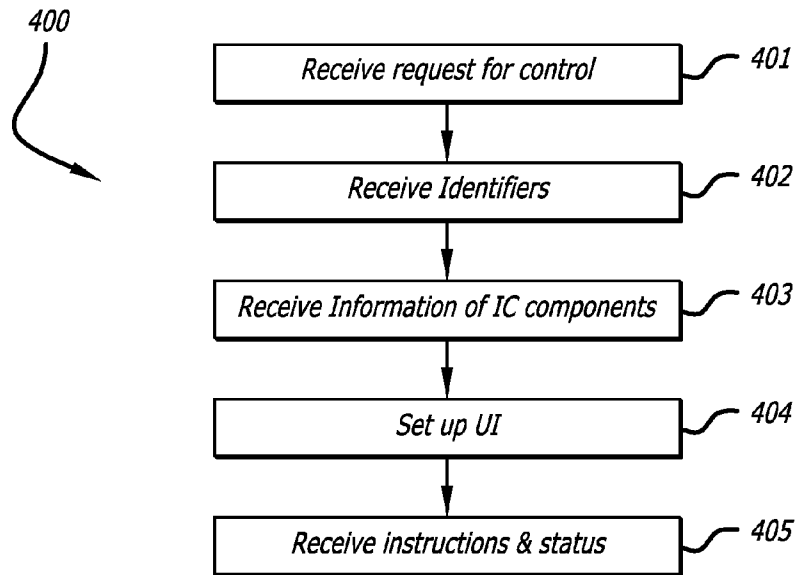 400
Receive request for control
401
Receive Identifiers
402
Receive Information of IC components
403
Set up UI
404
Receive instructions & status
405